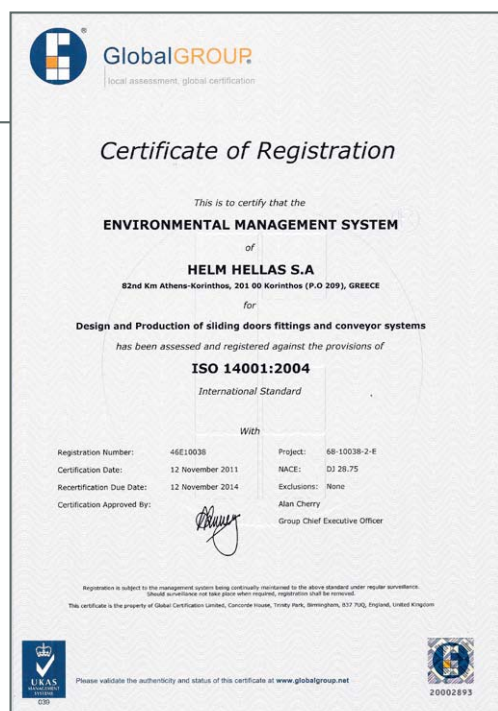 GlobalGROUP®
local assessment, global certification
Certificate of Registration
This is to certify that the
ENVIRONMENTAL MANAGEMENT SYSTEM
of
HELM HELLAS S.A
82nd Km Athens-Korinthos, 201 00 Korinthos (P.O 209), GREECE
for
Design and Production of sliding doors fittings and conveyor systems
has been assessed and registered against the provisions of
ISO 14001:2004
International Standard
With
Registration Number: 46E10038 Project: 68-10038-2-E
Certification Date: 12 November 2011 NACE: DJ 28.75
Recertification Due Date: 12 November 2014 Exclusions: None
Certification Approved By: Alan Cherry
Group Chief Executive Officer
Registration is subject to the management system being continually maintained to the above standard under regular surveillance.
Should surveillance not take place when required, registration shall be removed.
This certificate is the property of Global Certification Limited, Concorde House, Trinity Park, Birmingham, B37 7UQ, England, United Kingdom
UKAS
MANAGEMENT
SYSTEMS
039
Please validate the authenticity and status of this certificate at www.globalgroup.net
20002893